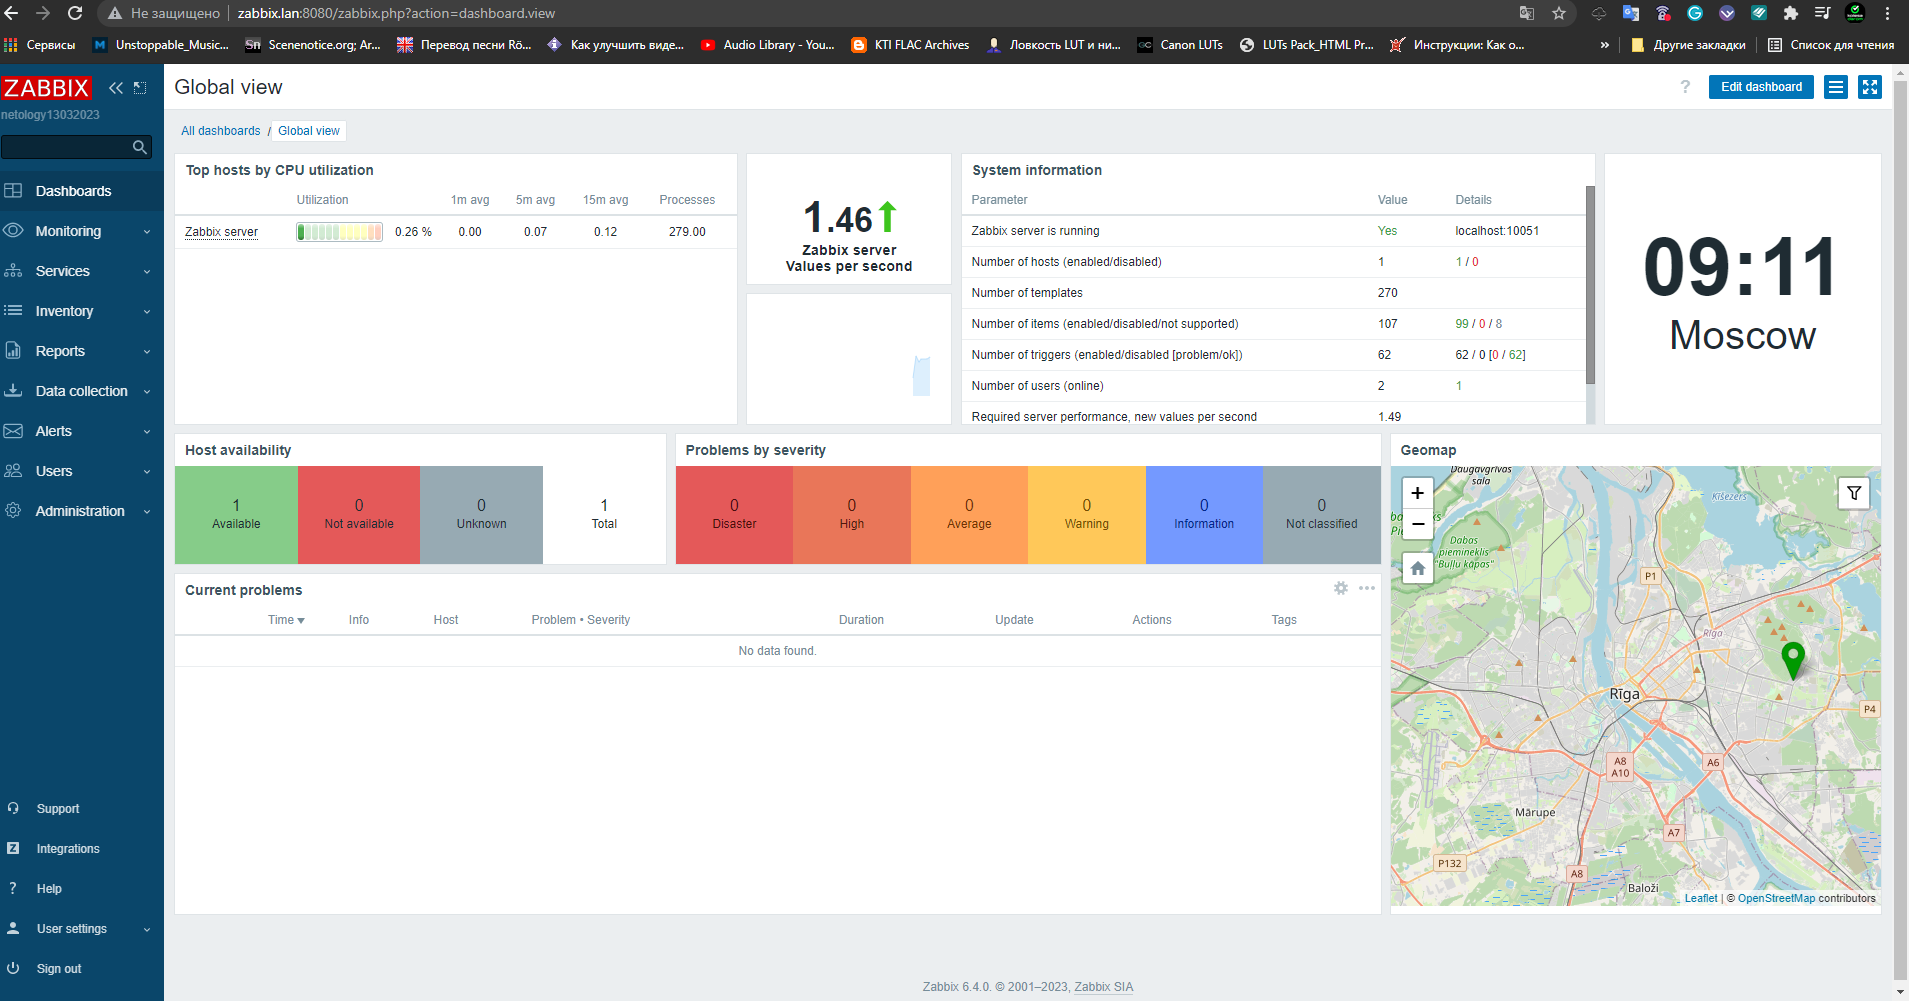 Не защищено zabbix.lan:8080/zabbix.php?action=dashboard.view
Сервисы Unstoppable_Music... Scenenotice.org; Ar... Перевод песни Rö... Как улучшить виде... Audio Library - You... KTI FLAC Archives Ловкость LUT и ни... Canon LUTs LUTs Pack_HTML Pr... Инструкции: Как о... » Другие закладки Список для чтения
ZABBIX
netology13032023
Dashboards
Monitoring
Services
Inventory
Reports
Data collection
Alerts
Users
Administration
Support
Integrations
Help
User settings
Sign out
Global view
? Edit dashboard
All dashboards / Global view
Top hosts by CPU utilization
Utilization 1m avg 5m avg 15m avg Processes
Zabbix server 0.26 % 0.00 0.07 0.12 279.00
1.46
Zabbix server
Values per second
System information
Parameter Value Details
Zabbix server is running Yes localhost:10051
Number of hosts (enabled/disabled) 1 1 / 0
Number of templates 270
Number of items (enabled/disabled/not supported) 107 99 / 0 / 8
Number of triggers (enabled/disabled [problem/ok]) 62 62 / 0 [0 / 62]
Number of users (online) 2 1
Required server performance, new values per second 1.49
09:11
Moscow
Host availability
1 Available
0 Not available
0 Unknown
1 Total
Problems by severity
0 Disaster
0 High
0 Average
0 Warning
0 Information
0 Not classified
Current problems
Time Info Host Problem • Severity Duration Update Actions Tags
No data found.
Geomap
+
−
Daugavgrīvas
sala
Ķīšezers
Dabas
piemineklis
"Buļļu kāpas"
P1
Rīga
Rīga
P4
A8
A10
A6
Mārupe
A7
P132
A8
Baloži
Leaflet | © OpenStreetMap contributors
Zabbix 6.4.0. © 2001–2023, Zabbix SIA